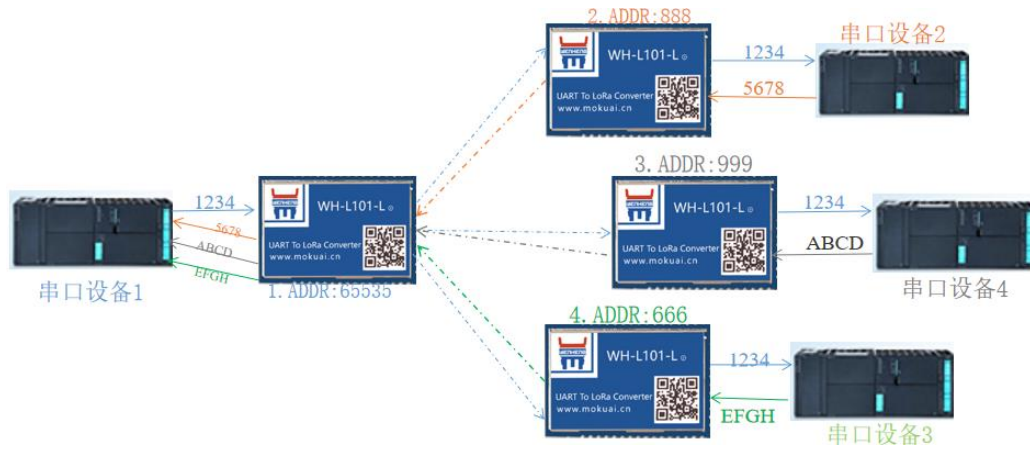 2. ADDR:888
WH-L101-L
UART To LoRa Converter
www.mokuai.cn
1234
5678
串口设备2
3. ADDR:999
WH-L101-L
UART To LoRa Converter
www.mokuai.cn
1234
ABCD
串口设备4
1234
5678
ABCD
EFGH
串口设备1
WH-L101-L
UART To LoRa Converter
www.mokuai.cn
1. ADDR:65535
4. ADDR:666
WH-L101-L
UART To LoRa Converter
www.mokuai.cn
1234
EFGH
串口设备3